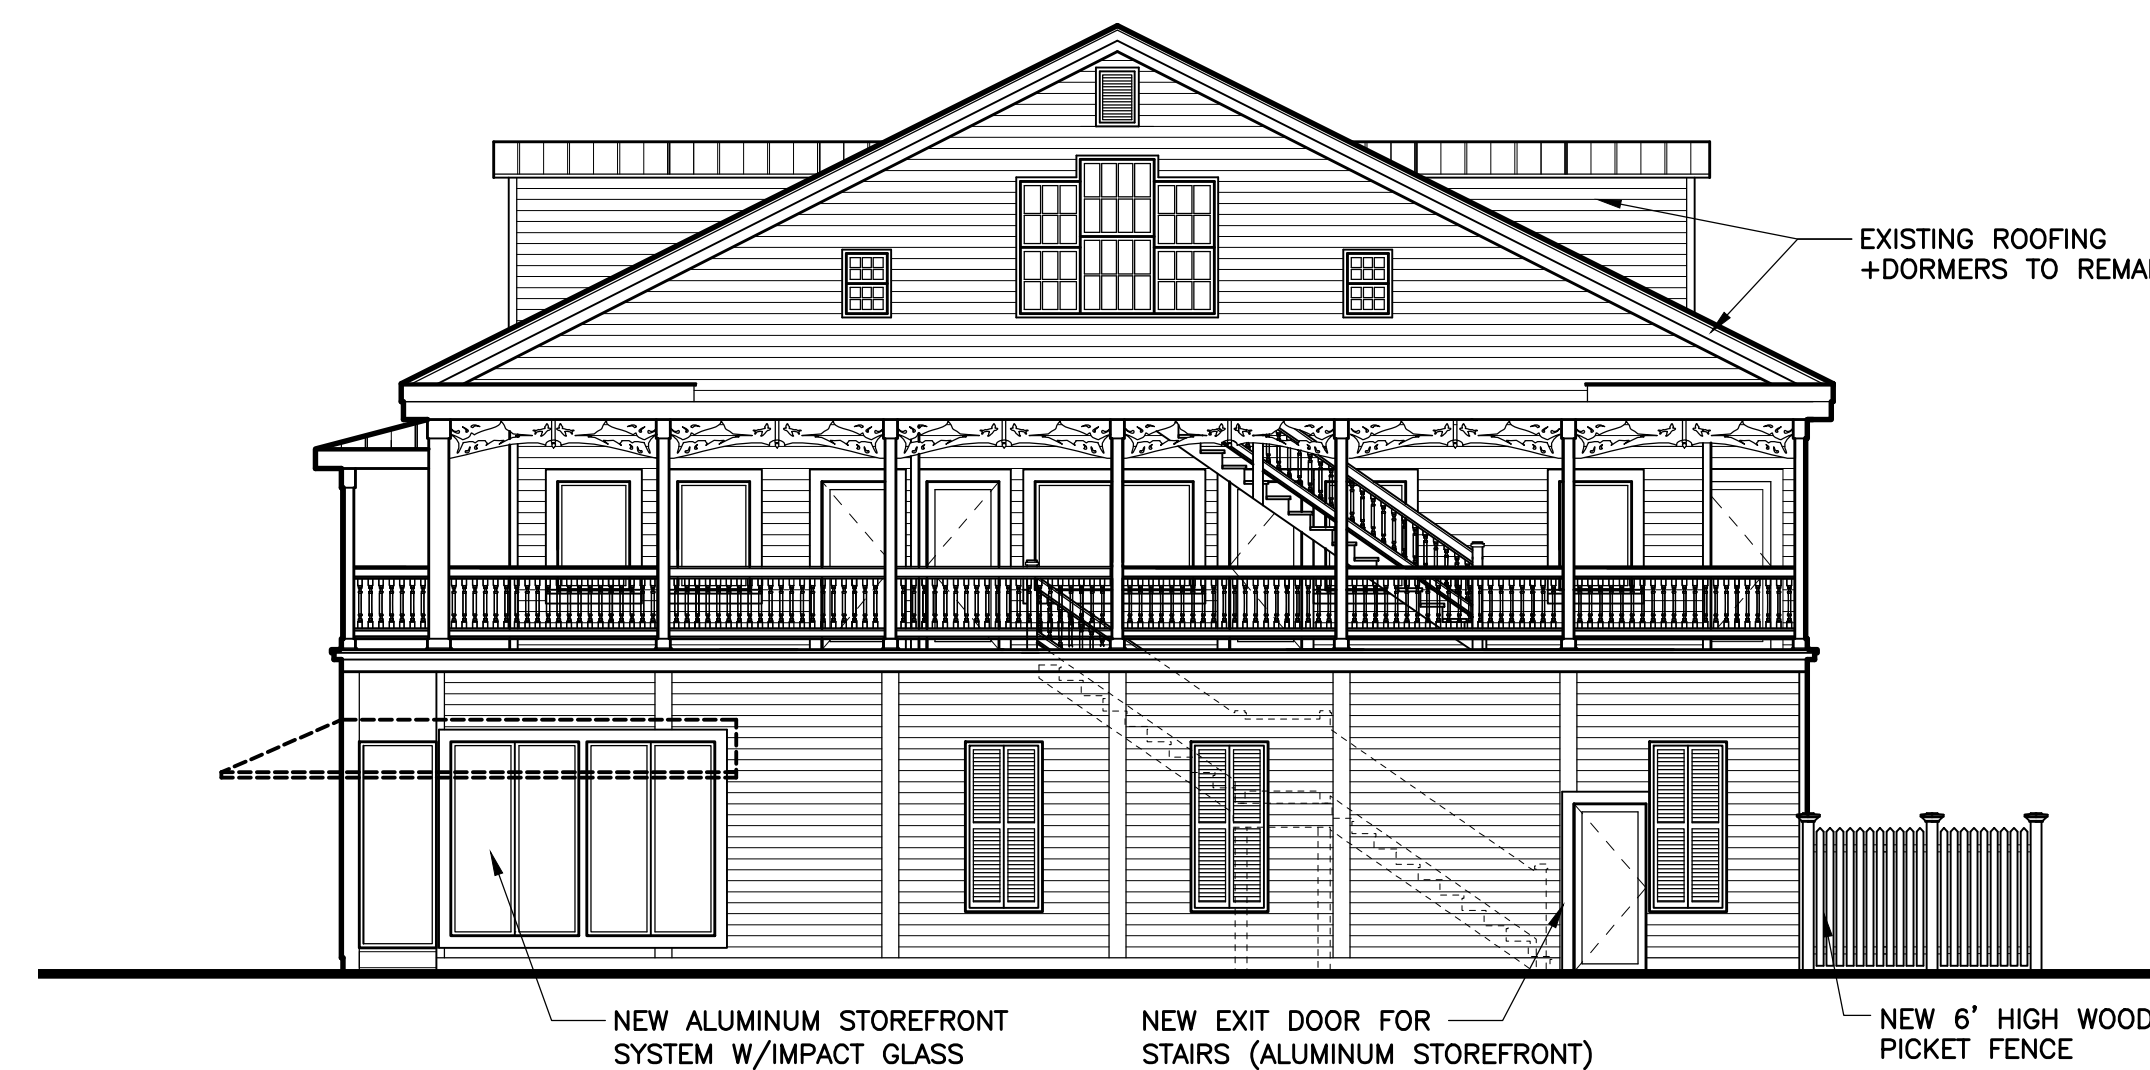 EXISTING ROOFING
+DORMERS TO
NEW ALUMINUM STOREFRONT
SYSTEM W/IMPACT GLASS
NEW EXIT DOOR FOR
STAIRS (ALUMINUM STOREFRONT)
NEW 6' HIGH WOOD
PICKET FENCE